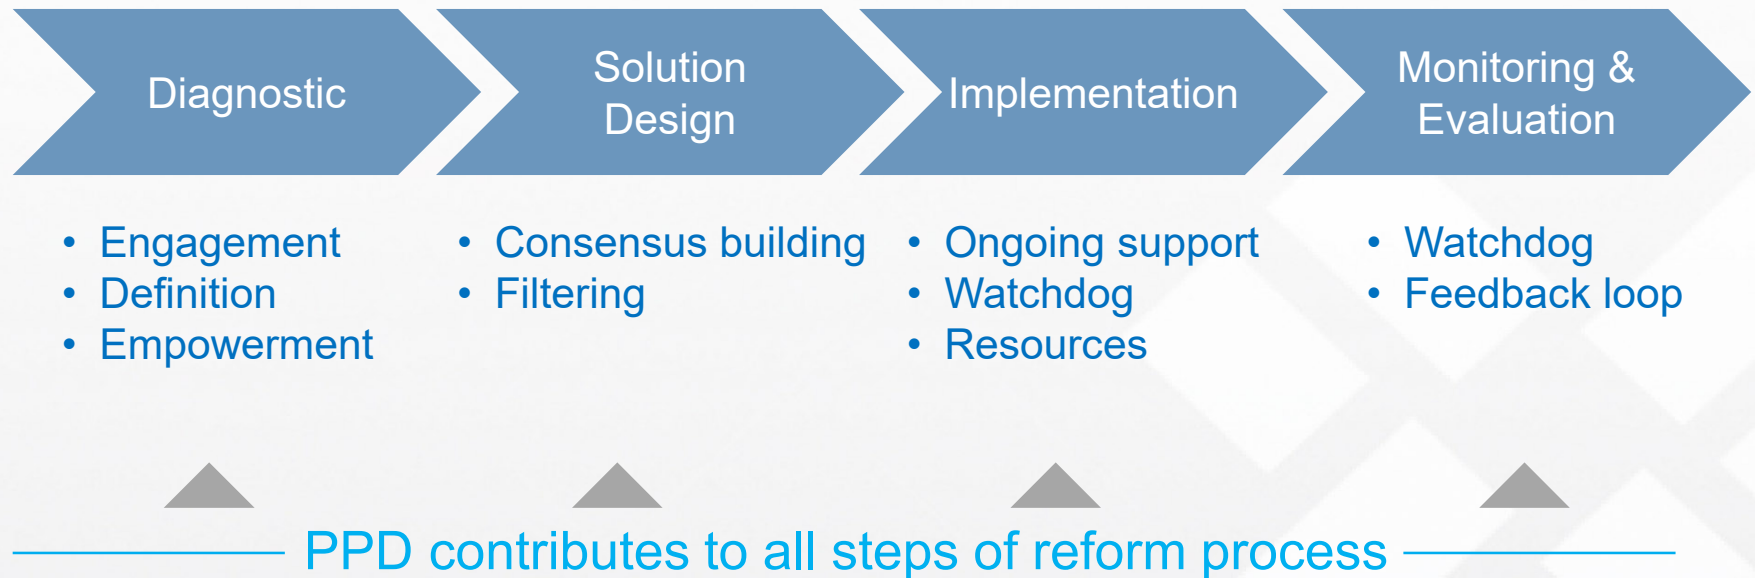 Diagnostic
Solution
Design
Implementation
Monitoring &
Evaluation
• Engagement
• Definition
• Empowerment
• Consensus building
• Filtering
• Ongoing support
• Watchdog
• Resources
• Watchdog
• Feedback loop
PPD contributes to all steps of reform process